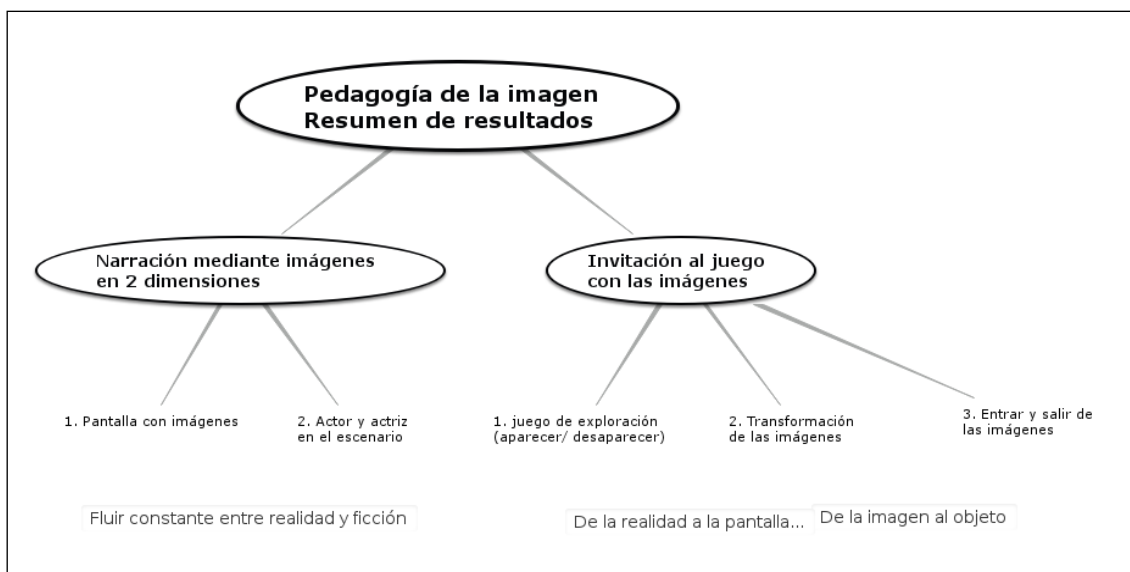 Pedagogía de la imagen
Resumen de resultados
Narración mediante imágenes
en 2 dimensiones
Invitación al juego
con las imágenes
1. Pantalla con imágenes
2. Actor y actriz
en el escenario
1. juego de exploración
(aparecer/ desaparecer)
2. Transformación
de las imágenes
3. Entrar y salir de
las imágenes
Fluir constante entre realidad y ficción
De la realidad a la pantalla...
De la imagen al objeto